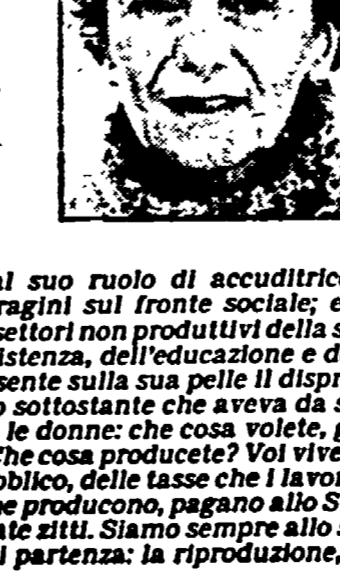 al suo ruolo di accuditrice
ragini sul fronte sociale; e
settori non produttivi della s
istenza, dell'educazione e d
sente sulla sua pelle il dispr
o sottostante che aveva da s
le donne: che cosa volete, g
Che cosa producete? Voi vive
bblico, delle tasse che i lavor
ne producono, pagano allo S
ate zitti. Siamo sempre allo s
i partenza: la riproduzione,